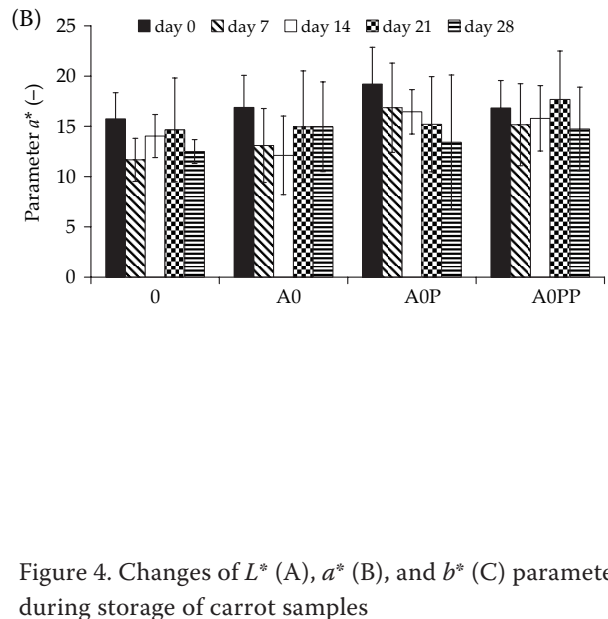 (B)
25
day 0 day 7 day 14 day 21 day 28
20
15
10
5
0
Parameter a* (–)
0 A0 A0P A0PP
Figure 4. Changes of L* (A), a* (B), and b* (C) paramete
during storage of carrot samples